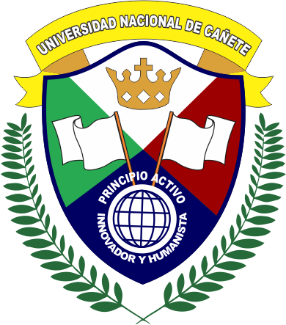 UNIVERSIDAD NACIONAL DE CAÑETE
PRINCIPIO ACTIVO
INNOVADOR Y HUMANISTA